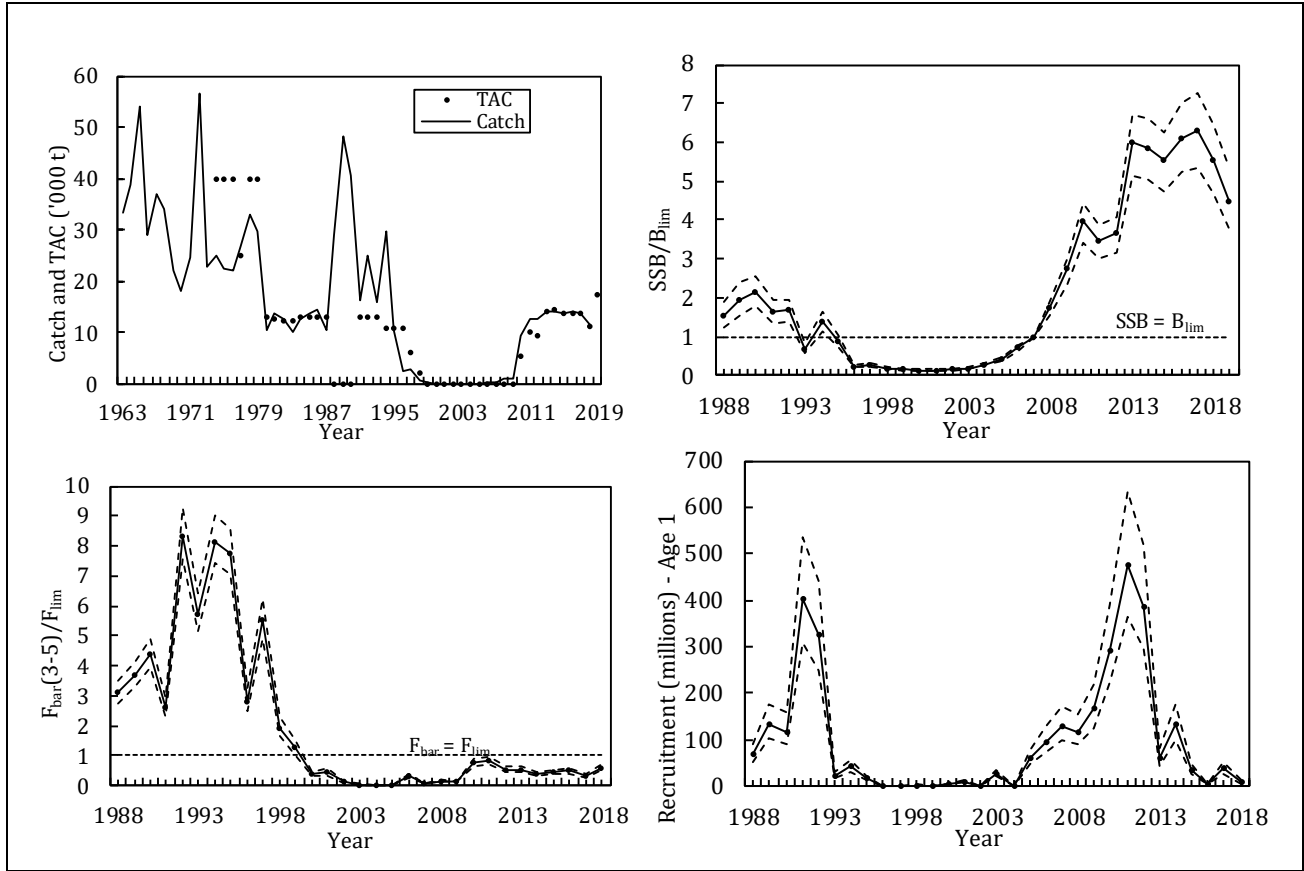 60
50
40
30
20
10
0
Catch and TAC ('000 t)
TAC
Catch
1963 1971 1979 1987 1995 2003 2011 2019
Year
8
7
6
5
4
3
2
1
0
SSB/Blim
SSB = Blim
1988 1993 1998 2003 2008 2013 2018
Year
10
9
8
7
6
5
4
3
2
1
0
Fbar(3-5)/Flim
Fbar = Flim
1988 1993 1998 2003 2008 2013 2018
Year
700
600
500
400
300
200
100
0
Recruitment (millions) - Age 1
1988 1993 1998 2003 2008 2013 2018
Year